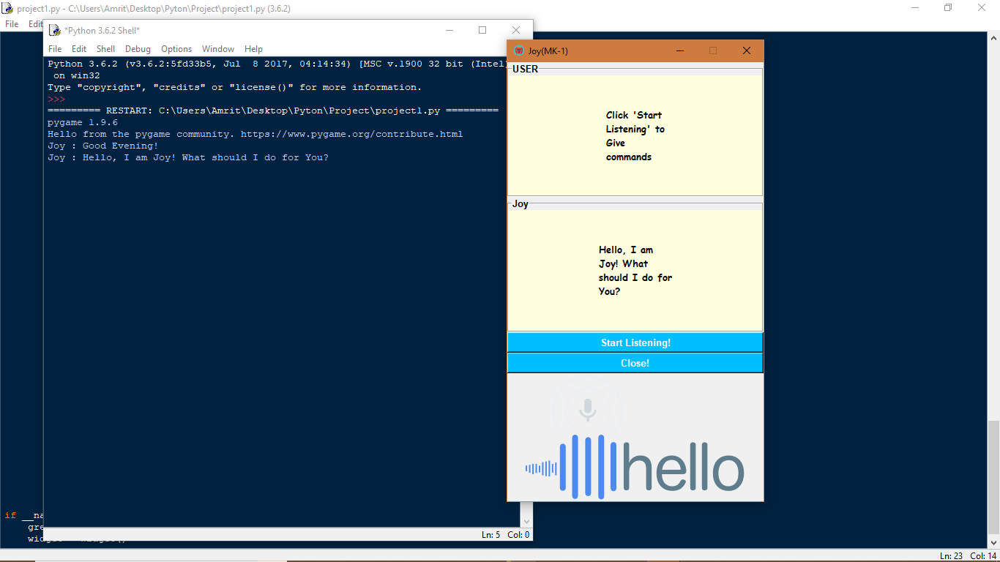 project1.py - C:\Users\Amrit\Desktop\Pyton\Project\project1.py (3.6.2)
File Edit
*Python 3.6.2 Shell*
File Edit Shell Debug Options Window Help
Python 3.6.2 (v3.6.2:5fd33b5, Jul  8 2017, 04:14:34) [MSC v.1900 32 bit (Intel)
on win32
Type "copyright", "credits" or "license()" for more information.
>>>
========= RESTART: C:\Users\Amrit\Desktop\Pyton\Project\project1.py =========
pygame 1.9.6
Hello from the pygame community. https://www.pygame.org/contribute.html
Joy : Good Evening!
Joy : Hello, I am Joy! What should I do for You?
Ln: 5 Col: 0
Joy(MK-1)
USER
Click 'Start
Listening' to
Give
commands
Joy
Hello, I am
Joy! What
should I do for
You?
Start Listening!
Close!
hello
if __na
gre
Ln: 23 Col: 14